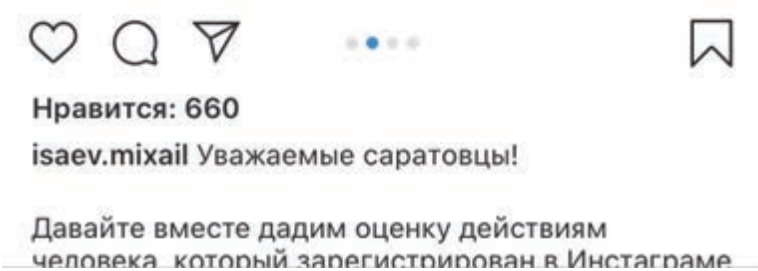 Нравится: 660
isaev.mixail Уважаемые саратовцы!
Давайте вместе дадим оценку действиям
человека, который зарегистрирован в Инстаграме